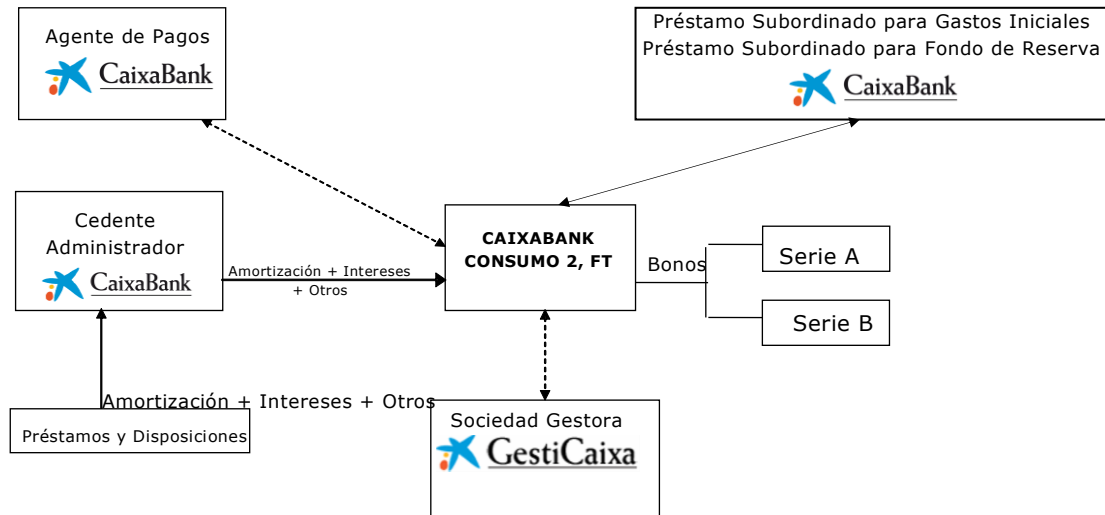 Agente de Pagos
CaixaBank
Préstamo Subordinado para Gastos Iniciales
Préstamo Subordinado para Fondo de Reserva
CaixaBank
Cedente
Administrador
CaixaBank
Amortización + Intereses
+ Otros
CAIXABANK
CONSUMO 2, FT
Bonos
Serie A
Serie B
Amortización + Intereses + Otros
Préstamos y Disposiciones
Sociedad Gestora
GestiCaixa